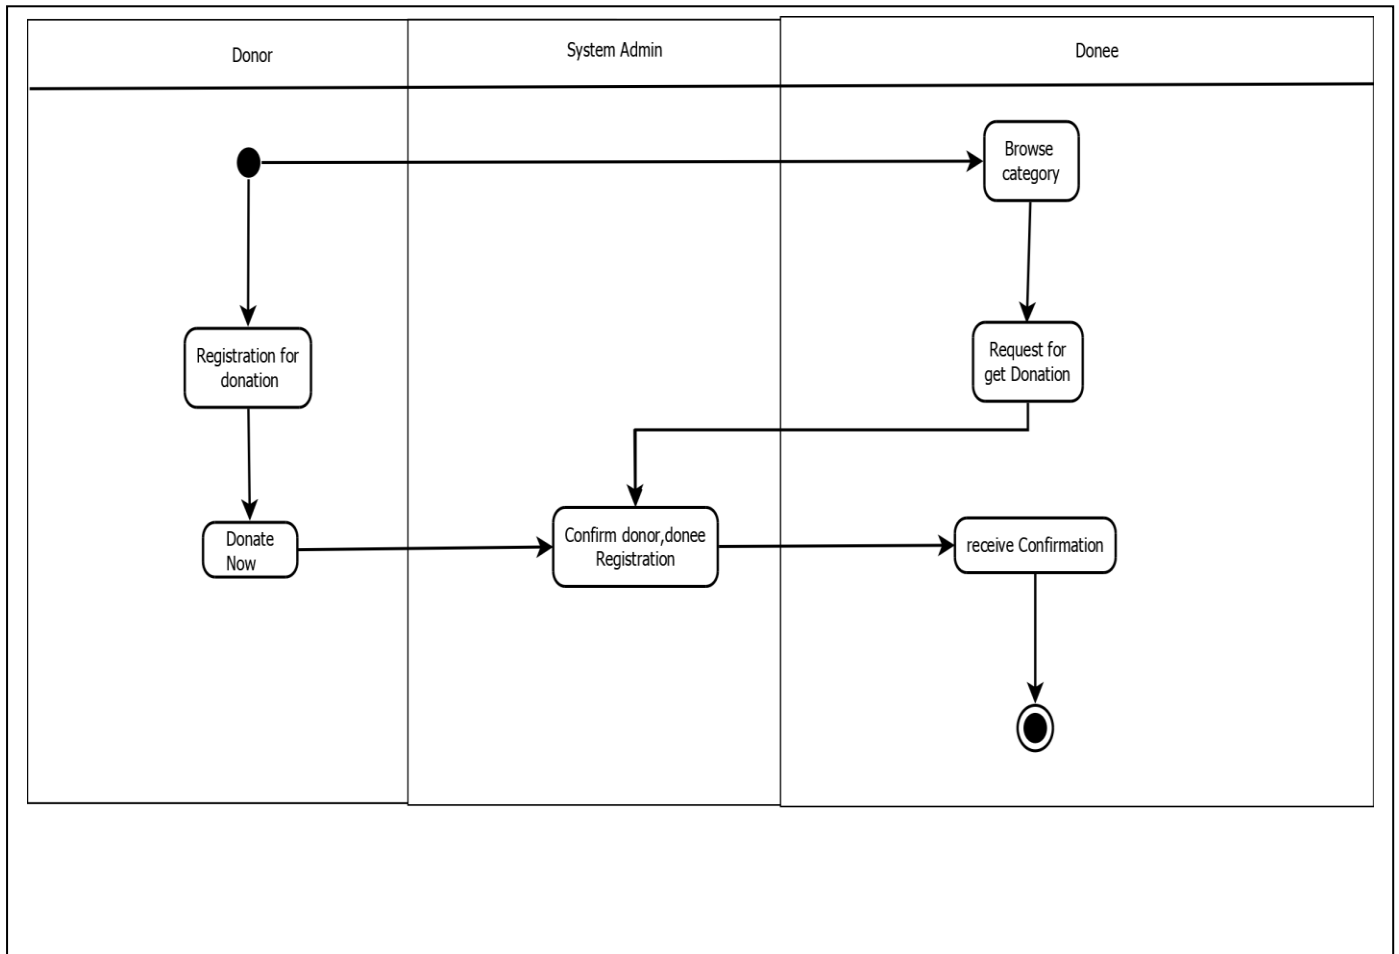 Donor
System Admin
Donee
Browse
category
Registration for
donation
Request for
get Donation
Donate
Now
Confirm donor,donee
Registration
receive Confirmation